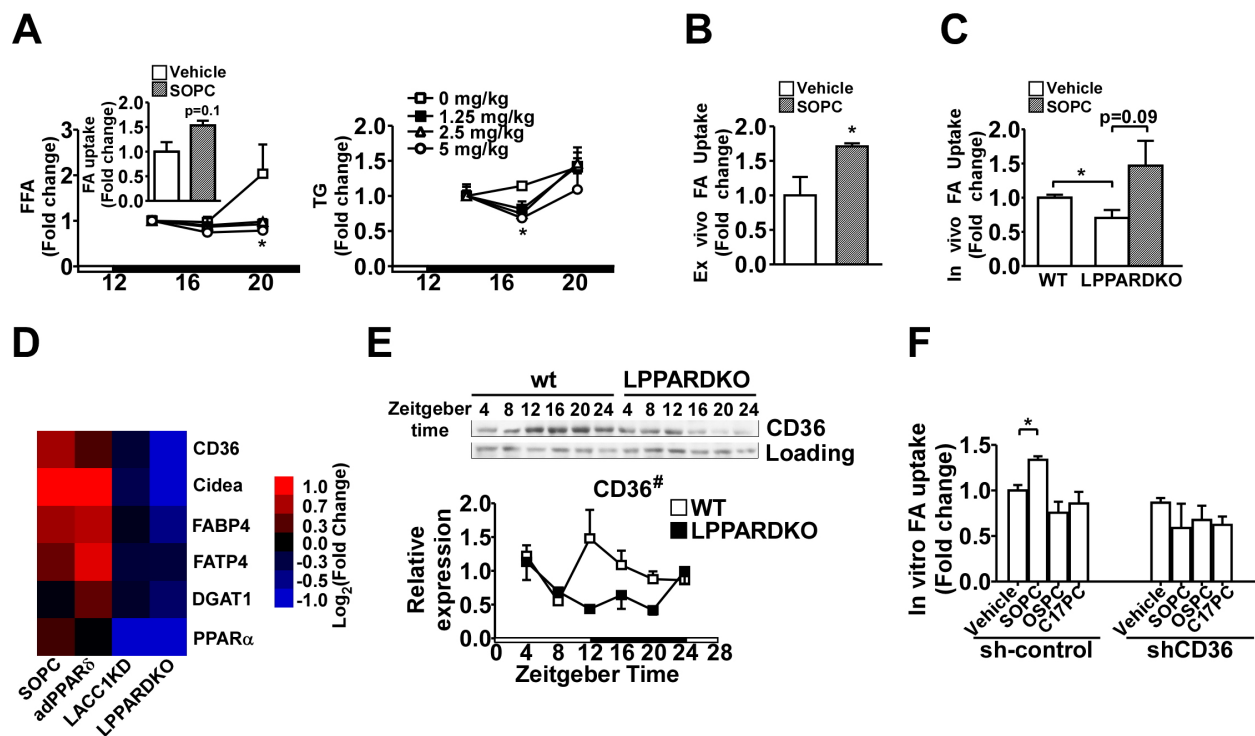 A
Vehicle
SOPC
FFA
(Fold change)
3
2
1
0
12
20
FA uptake
(Fold change)
2.0
1.5
1.0
0.5
0.0
p=0.1
*
TG
(Fold change)
2.0
1.5
1.0
0.5
0.0
12
20
0 mg/kg
1.25 mg/kg
2.5 mg/kg
5 mg/kg
*
B
Vehicle
SOPC
Ex vivo FA Uptake
(Fold change)
2.0
1.5
1.0
0.5
0.0
*
C
Vehicle
SOPC
p=0.09
*
In vivo FA Uptake
(Fold change)
2.0
1.5
1.0
0.5
0.0
WT LPPARDKO
D
CD36
Cidea
FABP4
FATP4
DGAT1
PPARα
SOPC
adPPARδ
LACC1KD
LPPARDKO
1.0
0.7
0.3
0.0
-0.3
-0.5
-1.0
Log2(Fold Change)
E
wt LPPARDKO
Zeitgeber time
4 8 12 16 20 24 4 8 12 16 20 24
CD36
Loading
CD36#
WT
LPPARDKO
Relative
expression
2.0
1.5
1.0
0.5
0.0
0 4 8 12 16 20 24 28
Zeitgeber Time
F
In vitro FA uptake
(Fold change)
1.5
1.0
0.5
0.0
*
Vehicle
SOPC
OSPC
C17PC
Vehicle
SOPC
OSPC
C17PC
sh-control
shCD36